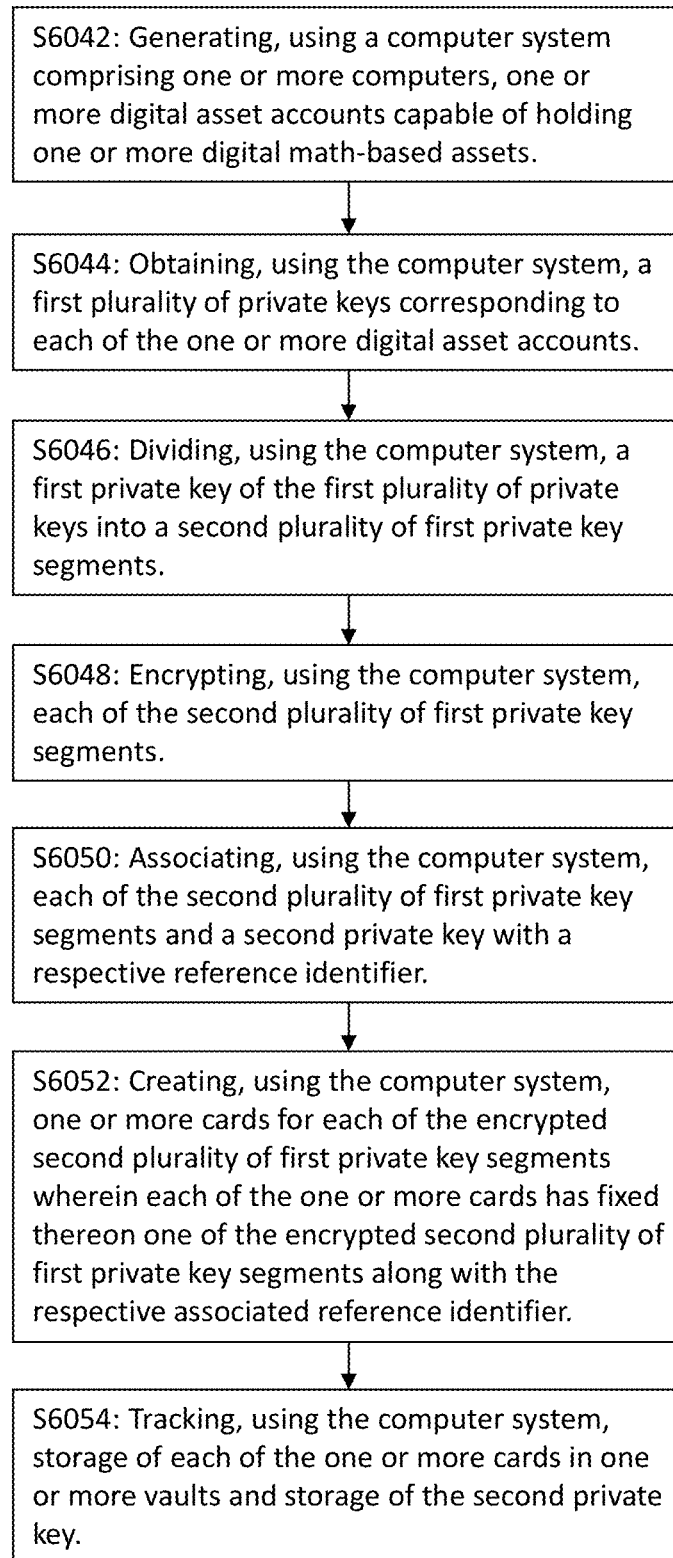 S6042: Generating, using a computer system
comprising one or more computers, one or
more digital asset accounts capable of holding
one or more digital math-based assets.
S6044: Obtaining, using the computer system, a
first plurality of private keys corresponding to
each of the one or more digital asset accounts.
S6046: Dividing, using the computer system, a
first private key of the first plurality of private
keys into a second plurality of first private key
segments.
S6048: Encrypting, using the computer system,
each of the second plurality of first private key
segments.
S6050: Associating, using the computer system,
each of the second plurality of first private key
segments and a second private key with a
respective reference identifier.
S6052: Creating, using the computer system,
one or more cards for each of the encrypted
second plurality of first private key segments
wherein each of the one or more cards has fixed
thereon one of the encrypted second plurality of
first private key segments along with the
respective associated reference identifier.
S6054: Tracking, using the computer system,
storage of each of the one or more cards in one
or more vaults and storage of the second private
key.